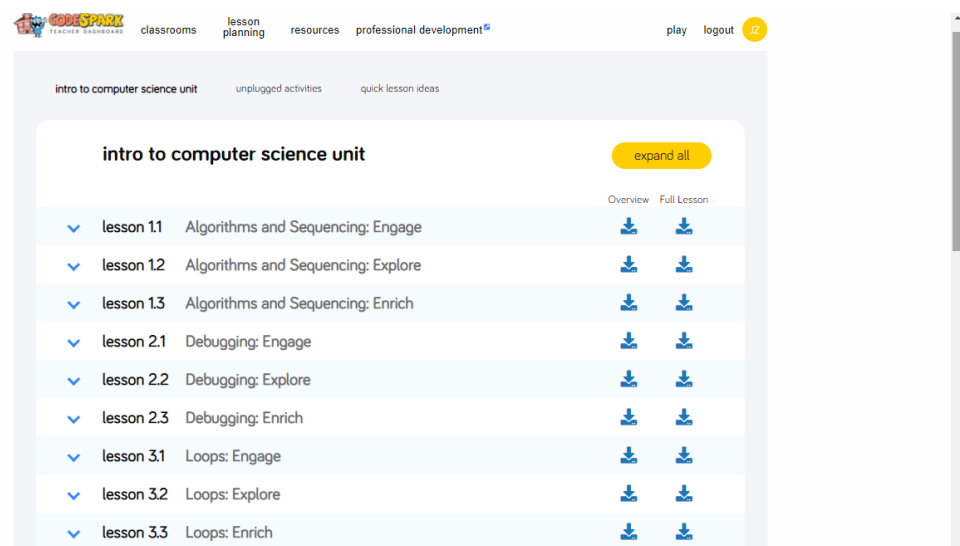 CODESPARK
TEACHER DASHBOARD
classrooms
lesson planning
resources
professional development
play
logout
JZ
intro to computer science unit
unplugged activities
quick lesson ideas
intro to computer science unit
expand all
Overview Full Lesson
lesson 1.1 Algorithms and Sequencing: Engage
lesson 1.2 Algorithms and Sequencing: Explore
lesson 1.3 Algorithms and Sequencing: Enrich
lesson 2.1 Debugging: Engage
lesson 2.2 Debugging: Explore
lesson 2.3 Debugging: Enrich
lesson 3.1 Loops: Engage
lesson 3.2 Loops: Explore
lesson 3.3 Loops: Enrich